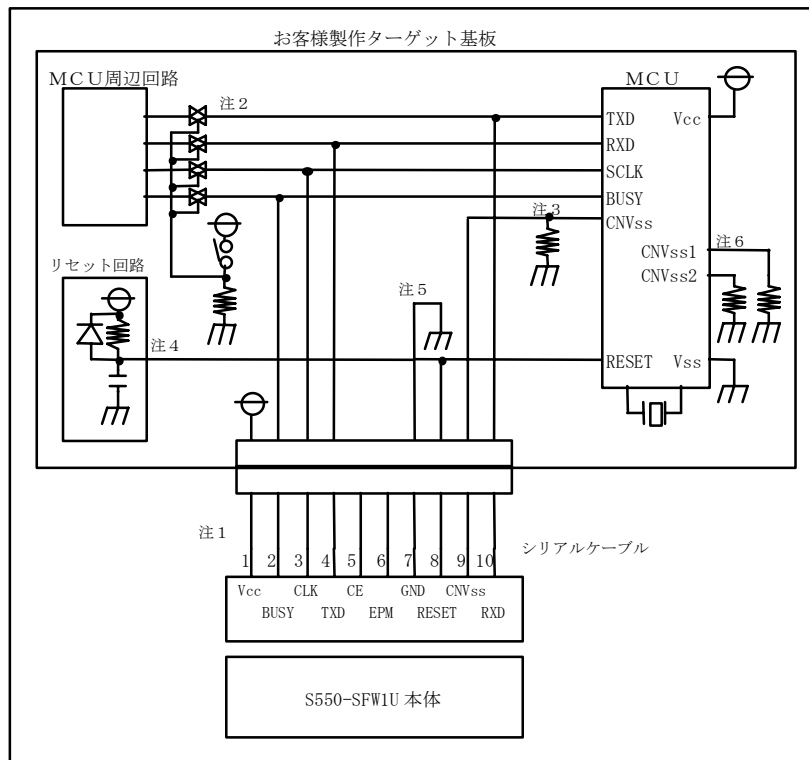 お客様製作ターゲット基板
ＭＣＵ周辺回路
注２
ＭＣＵ
TXD
Vcc
RXD
SCLK
BUSY
注３
CNVss
CNVss1
注６
CNVss2
リセット回路
注５
注４
RESET
Vss
注１
シリアルケーブル
1 2 3 4 5 6 7 8 9 10
Vcc CLK CE GND CNVss
BUSY TXD EPM RESET RXD
S550-SFW1U 本体